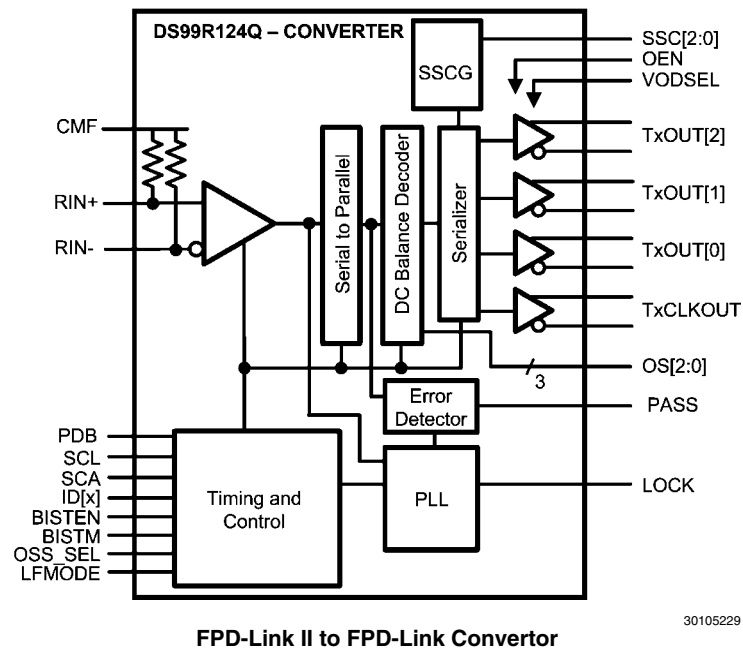 DS99R124Q – CONVERTER
SSCG
SSC[2:0]
OEN
VODSEL
CMF
RIN+
RIN-
Serial to Parallel
DC Balance Decoder
Serializer
TxOUT[2]
TxOUT[1]
TxOUT[0]
TxCLKOUT
OS[2:0]
3
Error
Detector
PASS
PDB
SCL
SCA
ID[x]
BISTEN
BISTM
OSS_SEL
LFMODE
Timing and
Control
PLL
LOCK
30105229
FPD-Link II to FPD-Link Convertor